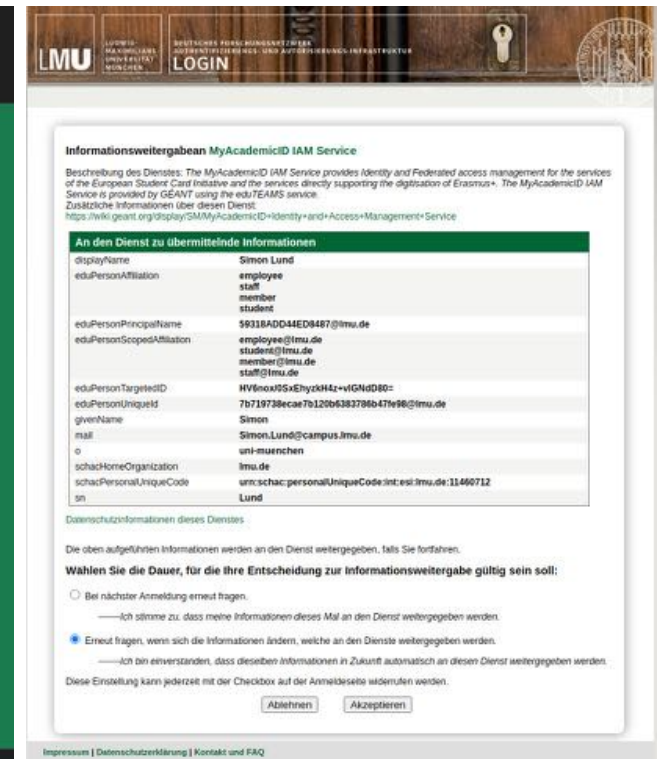 LMU
LUDWIG-
MAXIMILIANS-
UNIVERSITÄT
MÜNCHEN
DEUTSCHES FORSCHUNGSNETZWERK
AUTHENTIFIZIERUNGS- UND AUTORISIERUNGS-INFRASTRUKTUR
LOGIN
Informationsweitergabean MyAcademicID IAM Service
Beschreibung des Dienstes: The MyAcademicID IAM Service provides Identity and Federated access management for the services
of the European Student Card Initiative and the services directly supporting the digitisation of Erasmus+. The MyAcademicID IAM
Service is provided by GÉANT using the eduTEAMS service.
Zusätzliche Informationen über diesen Dienst:
https://wiki.geant.org/display/SM/MyAcademicID+Identity+and+Access+Management+Service
An den Dienst zu übermittelnde Informationen
displayName Simon Lund
eduPersonAffiliation employee
staff
member
student
eduPersonPrincipalName 59318ADD44ED8487@lmu.de
eduPersonScopedAffiliation employee@lmu.de
student@lmu.de
member@lmu.de
staff@lmu.de
eduPersonTargetedID HV6nox/0SxEhyzkH4z+vIGNdD80=
eduPersonUniqueId 7b719738ecae7b120b6383786b47fe98@lmu.de
givenName Simon
mail Simon.Lund@campus.lmu.de
o uni-muenchen
schacHomeOrganization lmu.de
schacPersonalUniqueCode urn:schac:personalUniqueCode:int:esi:lmu.de:11460712
sn Lund
Datenschutzinformationen dieses Dienstes
Die oben aufgeführten Informationen werden an den Dienst weitergegeben, falls Sie fortfahren.
Wählen Sie die Dauer, für die Ihre Entscheidung zur Informationsweitergabe gültig sein soll:
Bei nächster Anmeldung erneut fragen.
Ich stimme zu, dass meine Informationen dieses Mal an den Dienst weitergegeben werden.
Erneut fragen, wenn sich die Informationen ändern, welche an den Dienste weitergegeben werden.
Ich bin einverstanden, dass dieselben Informationen in Zukunft automatisch an diesen Dienst weitergegeben werden.
Diese Einstellung kann jederzeit mit der Checkbox auf der Anmeldeseite widerrufen werden.
Ablehnen Akzeptieren
Impressum | Datenschutzerklärung | Kontakt und FAQ